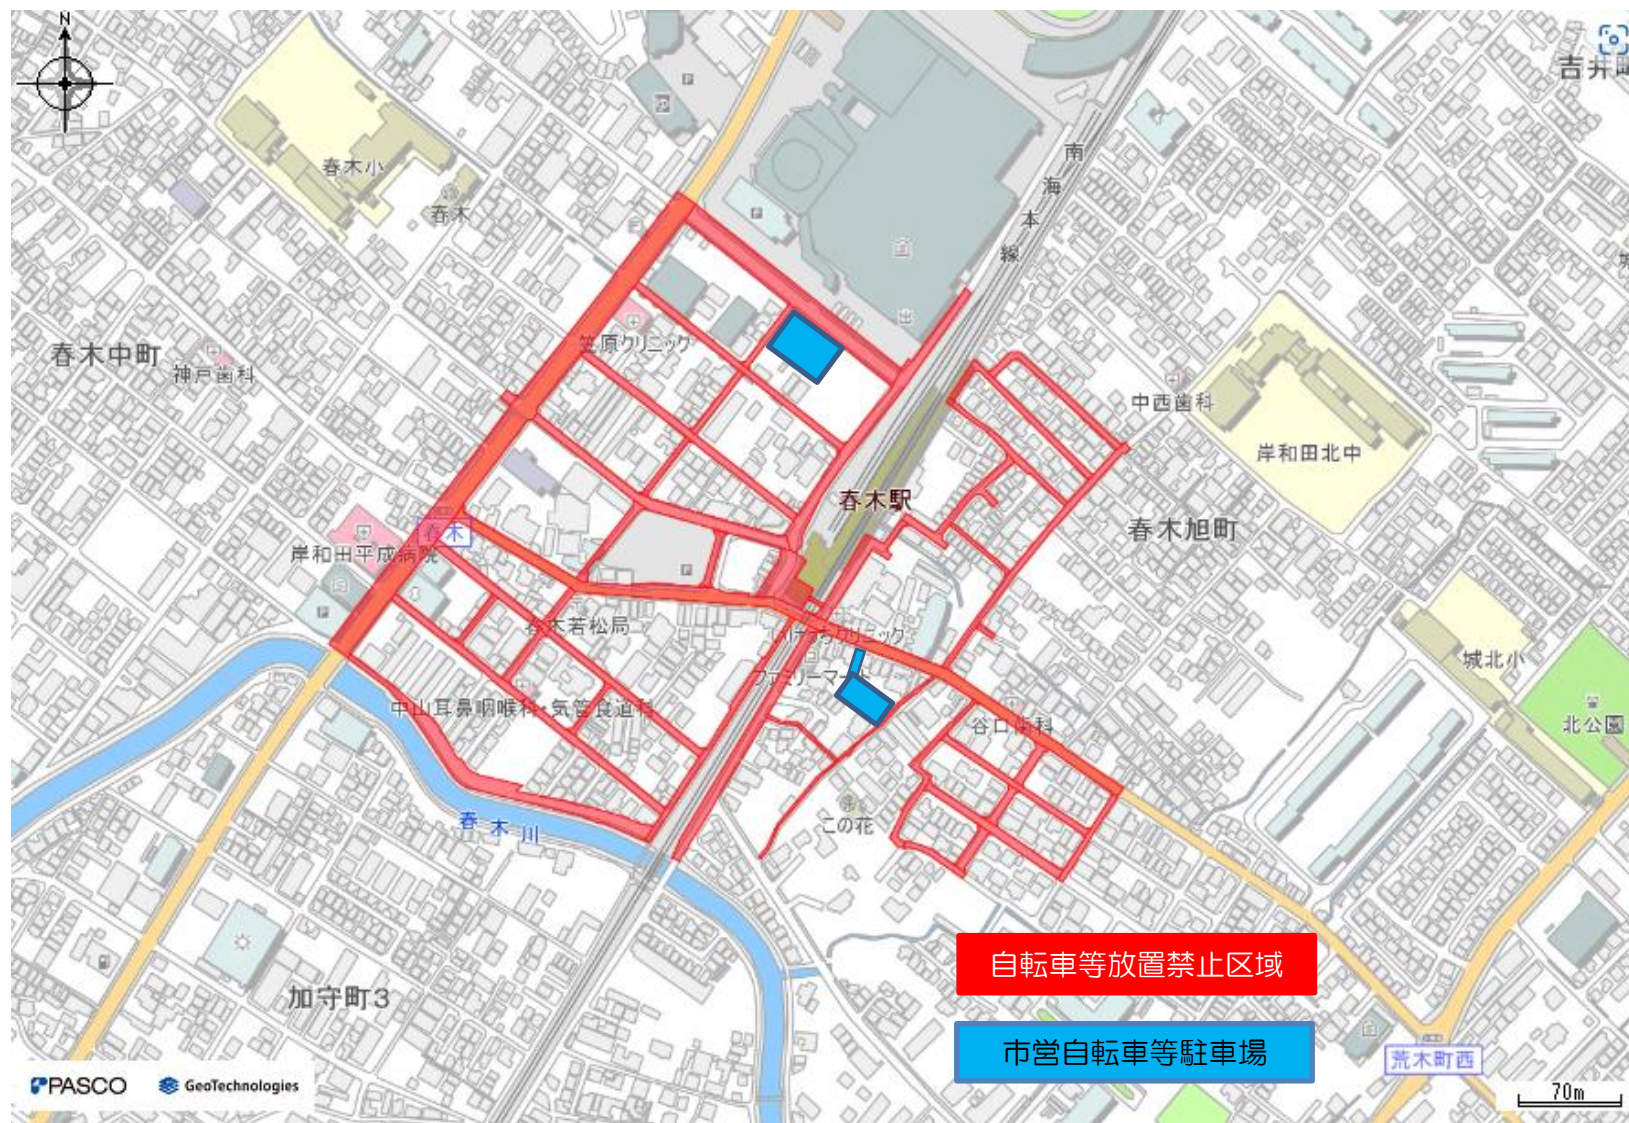 N
吉井町
南海本線
春木小
春木
春木中町
神戸歯科
笠原クリニック
中西歯科
岸和田北中
春木駅
春木旭町
春木
岸和田平成病院
春木若松局
ファミリーマート
城北小
中山耳鼻咽喉科・気管食道科
谷口歯科
北公園
春木川
この花
加守町3
自転車等放置禁止区域
市営自転車等駐車場
荒木町西
PASCO
GeoTechnologies
70m